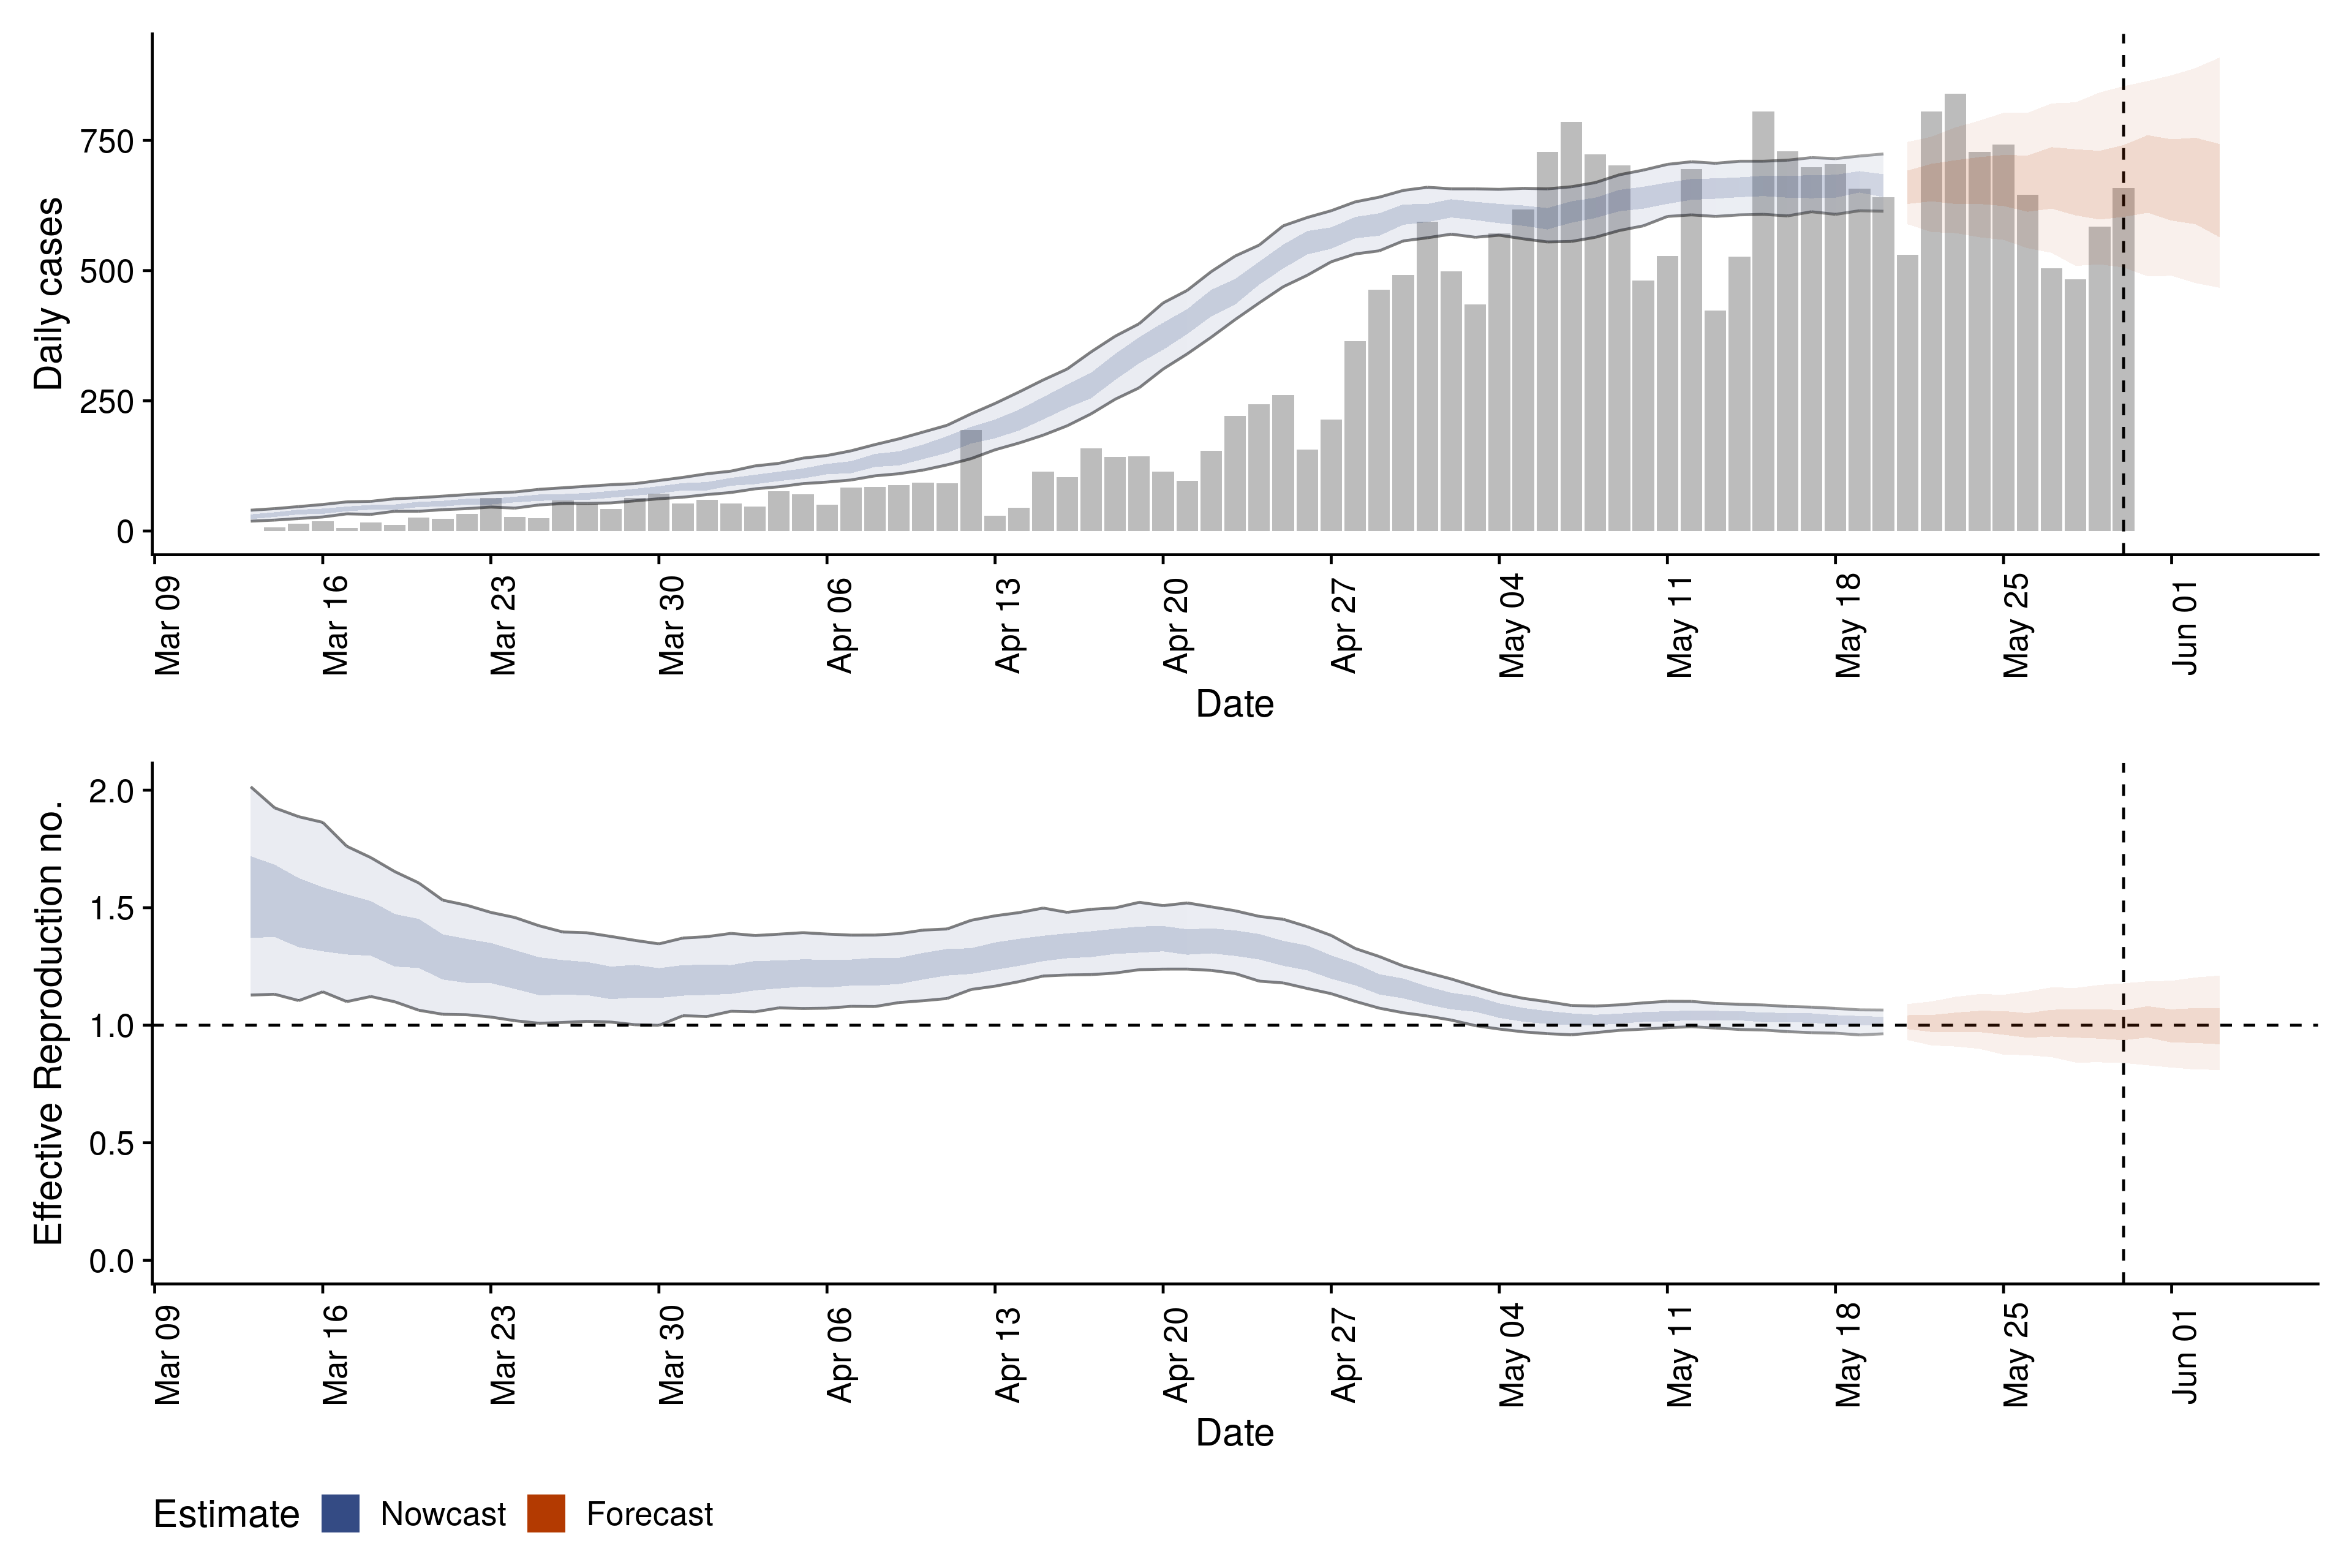 Daily cases
750
500
250
0
Mar 09
Mar 16
Mar 23
Mar 30
Apr 06
Apr 13
Apr 20
Apr 27
May 04
May 11
May 18
May 25
Jun 01
Date
Effective Reproduction no.
2.0
1.5
1.0
0.5
0.0
Mar 09
Mar 16
Mar 23
Mar 30
Apr 06
Apr 13
Apr 20
Apr 27
May 04
May 11
May 18
May 25
Jun 01
Date
Estimate Nowcast Forecast